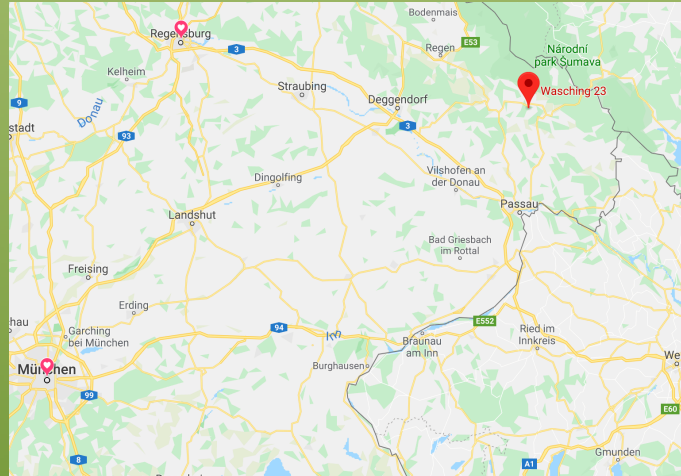 Bodenmais
Regensburg
3
E53
Regen
Národní
park Šumava
Kelheim
Straubing
Wasching 23
9
Donau
Deggendorf
stadt
93
3
Dingolfing
Vilshofen an
der Donau
Passau
Landshut
Bad Griesbach
im Rottal
Freising
Erding
hau
Garching
bei München
94
Inn
E552
Braunau
am Inn
Ried im
Innkreis
We
München
Burghausen
99
E60
8
A1
Gmunden